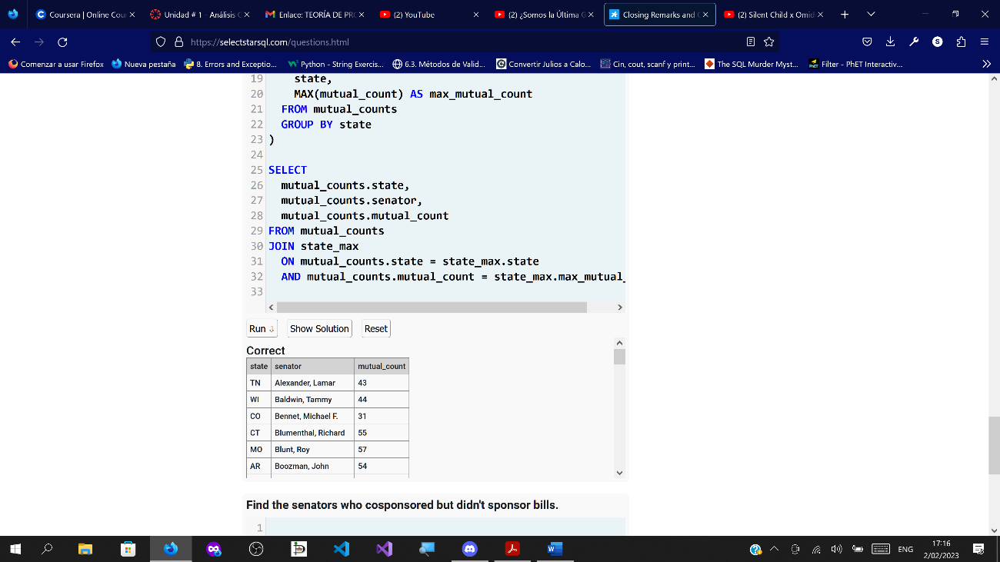 Coursera | Online Cour
Unidad # 1 - Análisis C
Enlace: TEORÍA DE PRO
(2) YouTube
(2) ¿Somos la Última G
Closing Remarks and
(2) Silent Child x Omid
https://selectstarsql.com/questions.html
Comenzar a usar Firefox
Nueva pestaña
8. Errors and Exceptio...
Python - String Exercis...
6.3. Métodos de Valid...
Convertir Julios a Calo...
Cin, cout, scanf y print...
The SQL Murder Myst...
Filter - PhET Interactiv...
19 state,
20 MAX(mutual_count) AS max_mutual_count
21 FROM mutual_counts
22 GROUP BY state
23 )
24
25 SELECT
26 mutual_counts.state,
27 mutual_counts.senator,
28 mutual_counts.mutual_count
29 FROM mutual_counts
30 JOIN state_max
31 ON mutual_counts.state = state_max.state
32 AND mutual_counts.mutual_count = state_max.max_mutual_
33
Run ⇩ Show Solution Reset
Correct
state senator mutual_count
TN Alexander, Lamar 43
WI Baldwin, Tammy 44
CO Bennet, Michael F. 31
CT Blumenthal, Richard 55
MO Blunt, Roy 57
AR Boozman, John 54
Find the senators who cosponsored but didn't sponsor bills.
1
ENG
17:16
2/02/2023